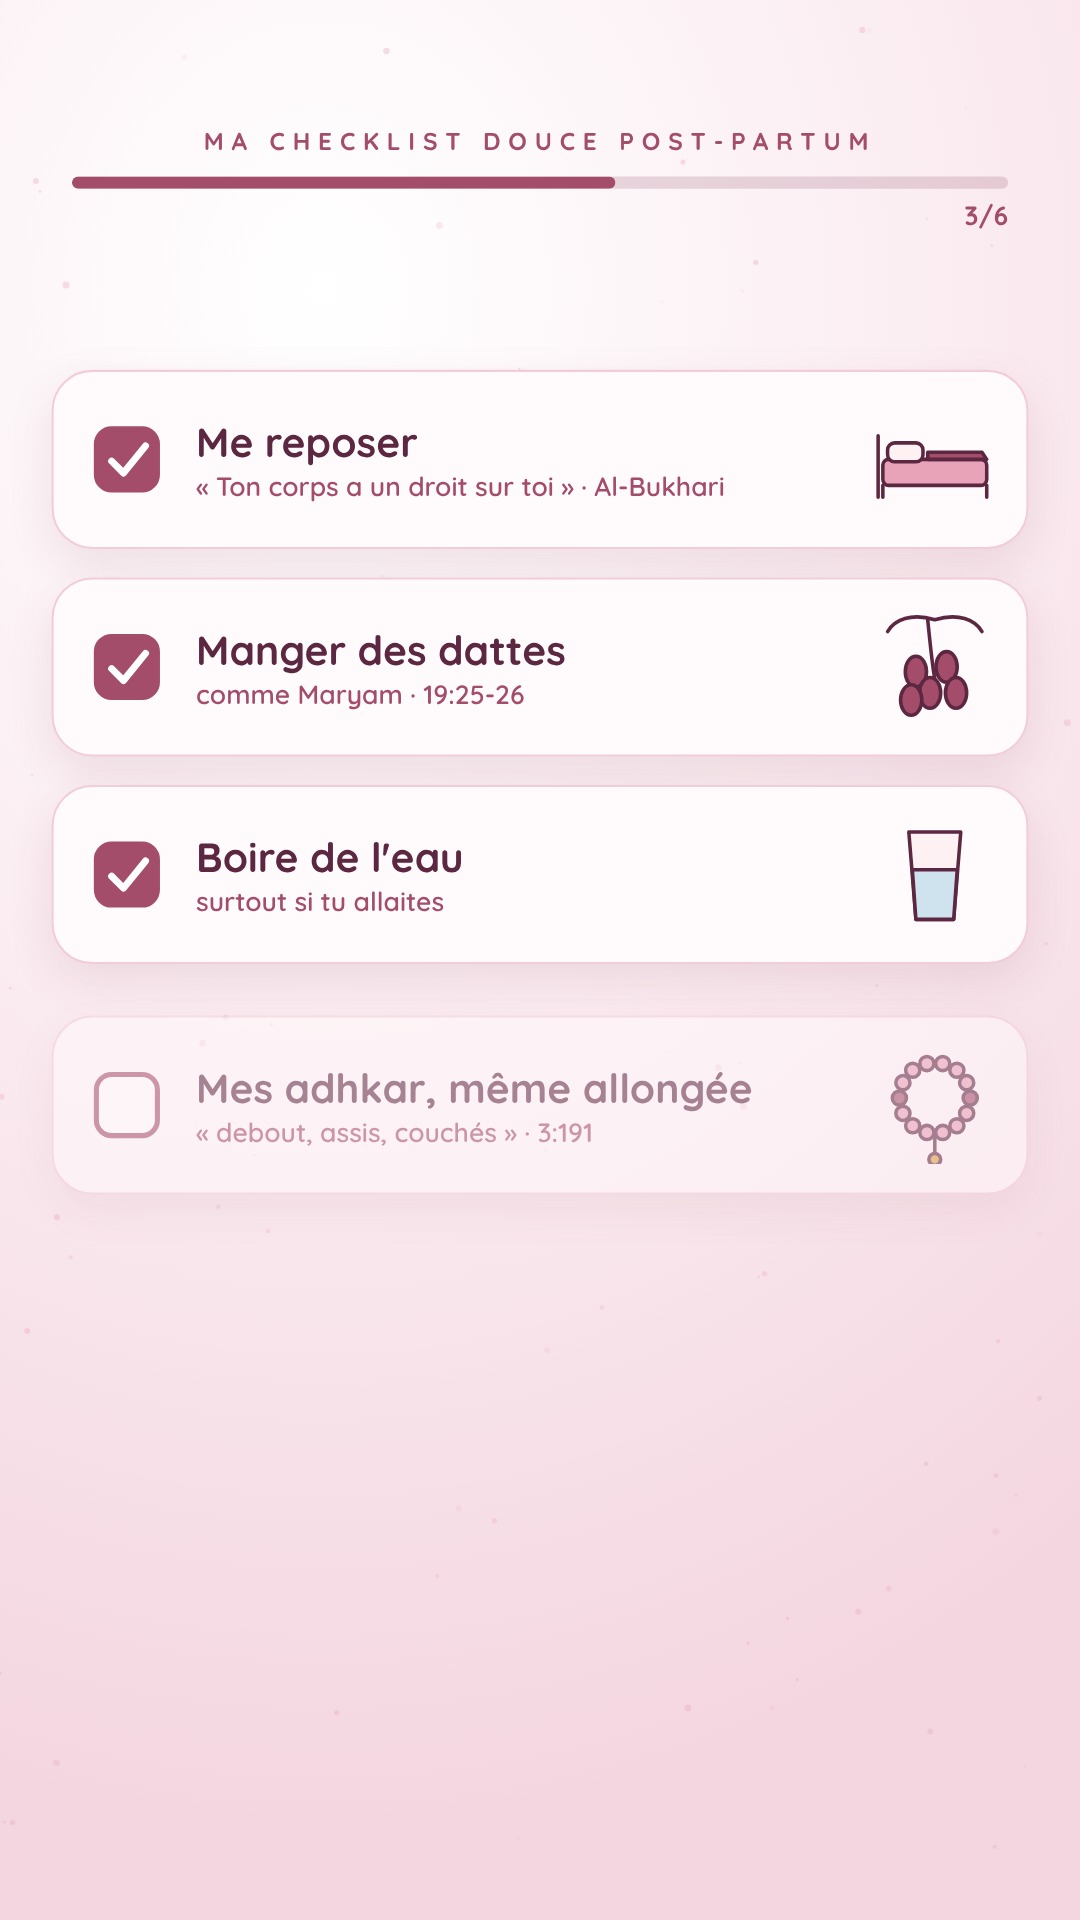 MA CHECKLIST DOUCE POST-PARTUM
3/6
Me reposer
« Ton corps a un droit sur toi » · Al-Bukhari
Manger des dattes
comme Maryam · 19:25-26
Boire de l'eau
surtout si tu allaites
Mes adhkar, même allongée
« debout, assis, couchés » · 3:191